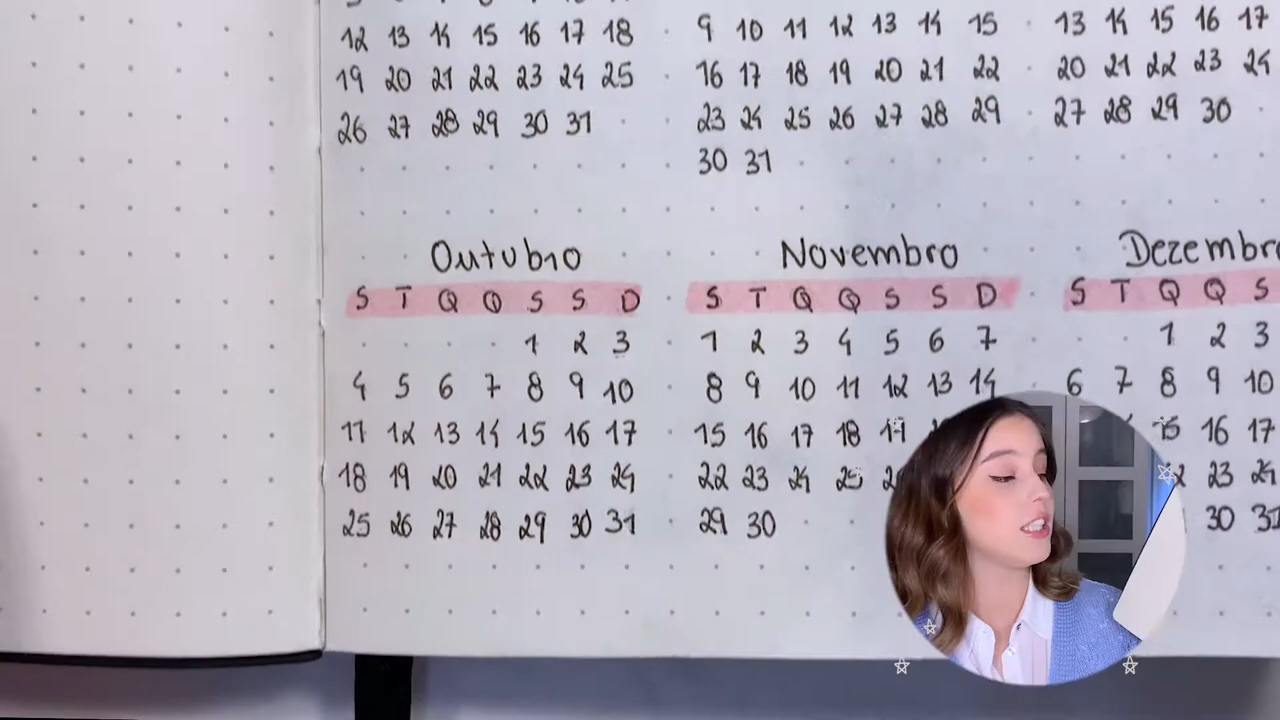 12 13 14 15 16 17 18
19 20 21 22 23 24 25
26 27 28 29 30 31
9 10 11 12 13 14 15
16 17 18 19 20 21 22
23 24 25 26 27 28 29
30 31
13 14 15 16 17
20 21 22 23 24
27 28 29 30
Outubro
S T Q Q S S D
1 2 3
4 5 6 7 8 9 10
11 12 13 14 15 16 17
18 19 20 21 22 23 24
25 26 27 28 29 30 31
Novembro
S T Q Q S S D
1 2 3 4 5 6 7
8 9 10 11 12 13 14
15 16 17 18 19
22 23 24 25
29 30
Dezembr
S T Q Q S
1 2 3
6 7 8 9 10
15 16 17
23 24
30 31